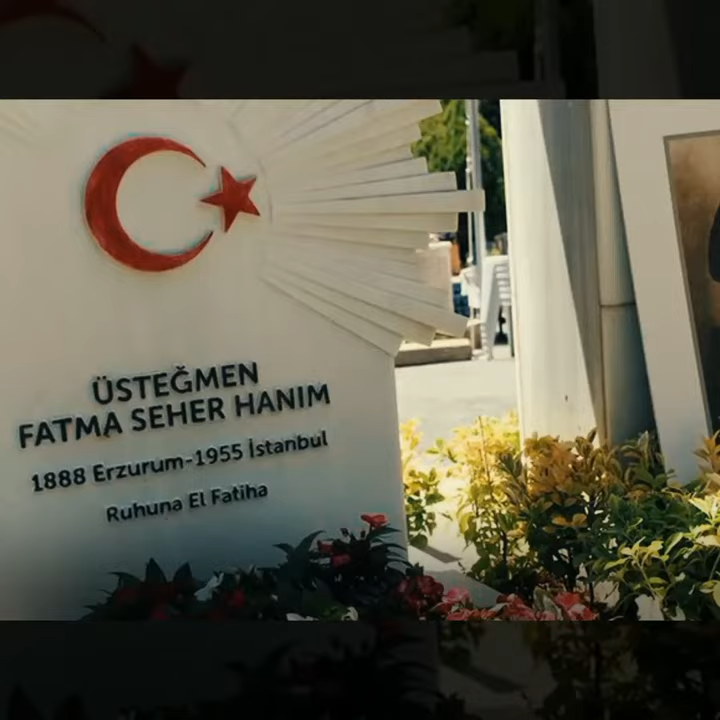 ÜSTEĞMEN
FATMA SEHER HANIM
1888 Erzurum-1955 İstanbul
Ruhuna El Fatiha